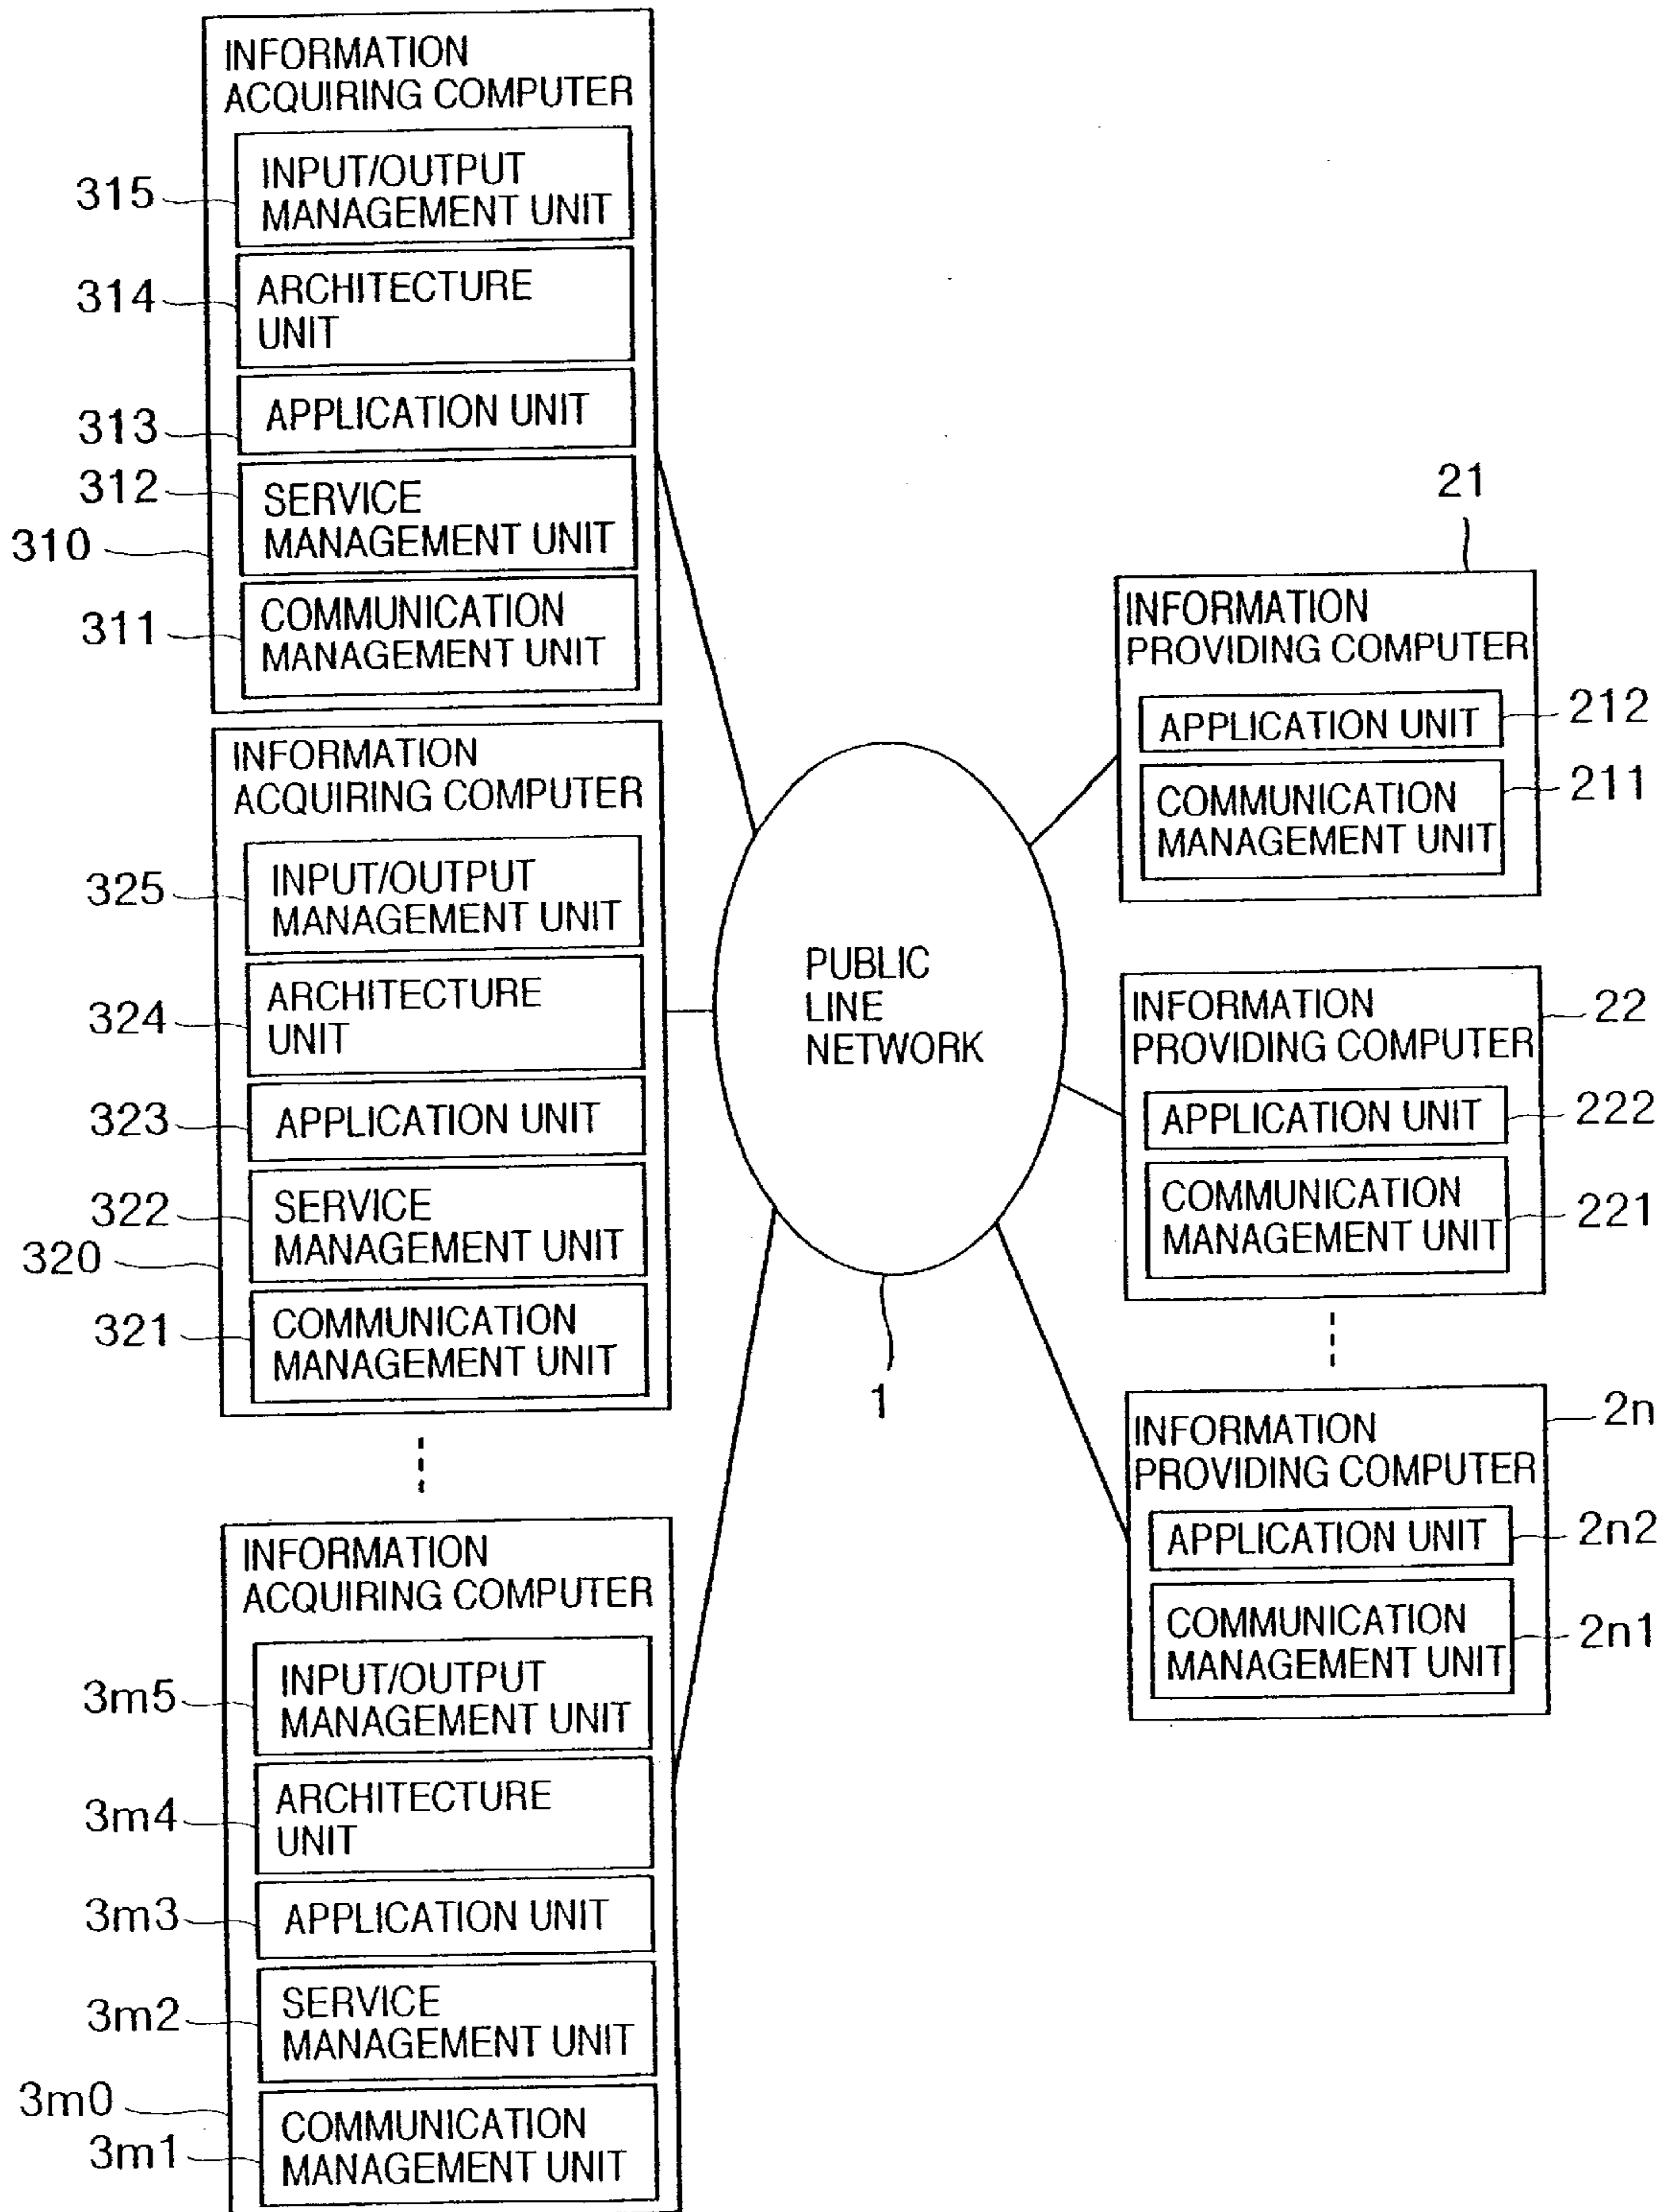 INFORMATION
ACQUIRING COMPUTER
315
INPUT/OUTPUT
MANAGEMENT UNIT
314
ARCHITECTURE
UNIT
313
APPLICATION UNIT
312
SERVICE
MANAGEMENT UNIT
310
311
COMMUNICATION
MANAGEMENT UNIT
INFORMATION
ACQUIRING COMPUTER
325
INPUT/OUTPUT
MANAGEMENT UNIT
324
ARCHITECTURE
UNIT
323
APPLICATION UNIT
322
SERVICE
MANAGEMENT UNIT
320
321
COMMUNICATION
MANAGEMENT UNIT
INFORMATION
ACQUIRING COMPUTER
3m5
INPUT/OUTPUT
MANAGEMENT UNIT
3m4
ARCHITECTURE
UNIT
3m3
APPLICATION UNIT
3m2
SERVICE
MANAGEMENT UNIT
3m0
3m1
COMMUNICATION
MANAGEMENT UNIT
PUBLIC
LINE
NETWORK
1
21
INFORMATION
PROVIDING COMPUTER
APPLICATION UNIT
212
COMMUNICATION
MANAGEMENT UNIT
211
INFORMATION
PROVIDING COMPUTER
22
APPLICATION UNIT
222
COMMUNICATION
MANAGEMENT UNIT
221
INFORMATION
PROVIDING COMPUTER
2n
APPLICATION UNIT
2n2
COMMUNICATION
MANAGEMENT UNIT
2n1